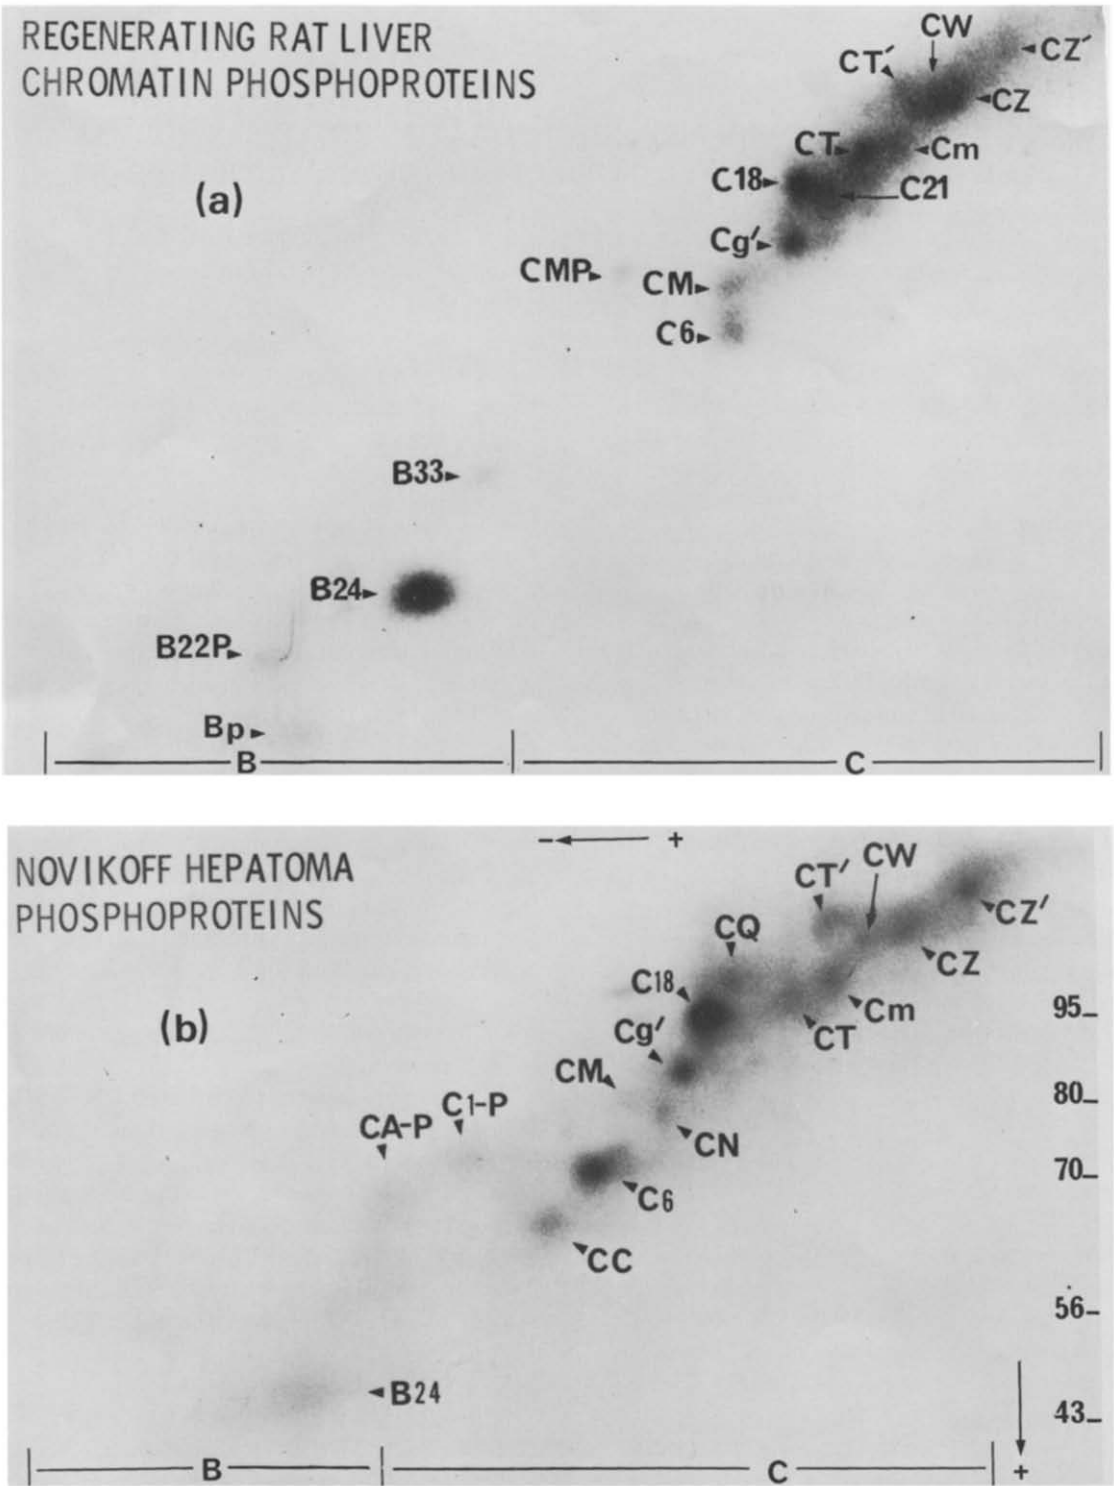 REGENERATING RAT LIVER
CHROMATIN PHOSPHOPROTEINS
(a)
CW
CT′
CZ′
CZ
CT
Cm
C18
C21
Cg′
CMP
CM
C6
B33
B24
B22P
Bp
B
C
NOVIKOFF HEPATOMA
PHOSPHOPROTEINS
(b)
- +
CT′
CW
CZ′
CQ
CZ
C18
Cm
95
CT
Cg′
CM
80
C1-P
CA-P
CN
70
C6
CC
56
B24
43
B
C
+